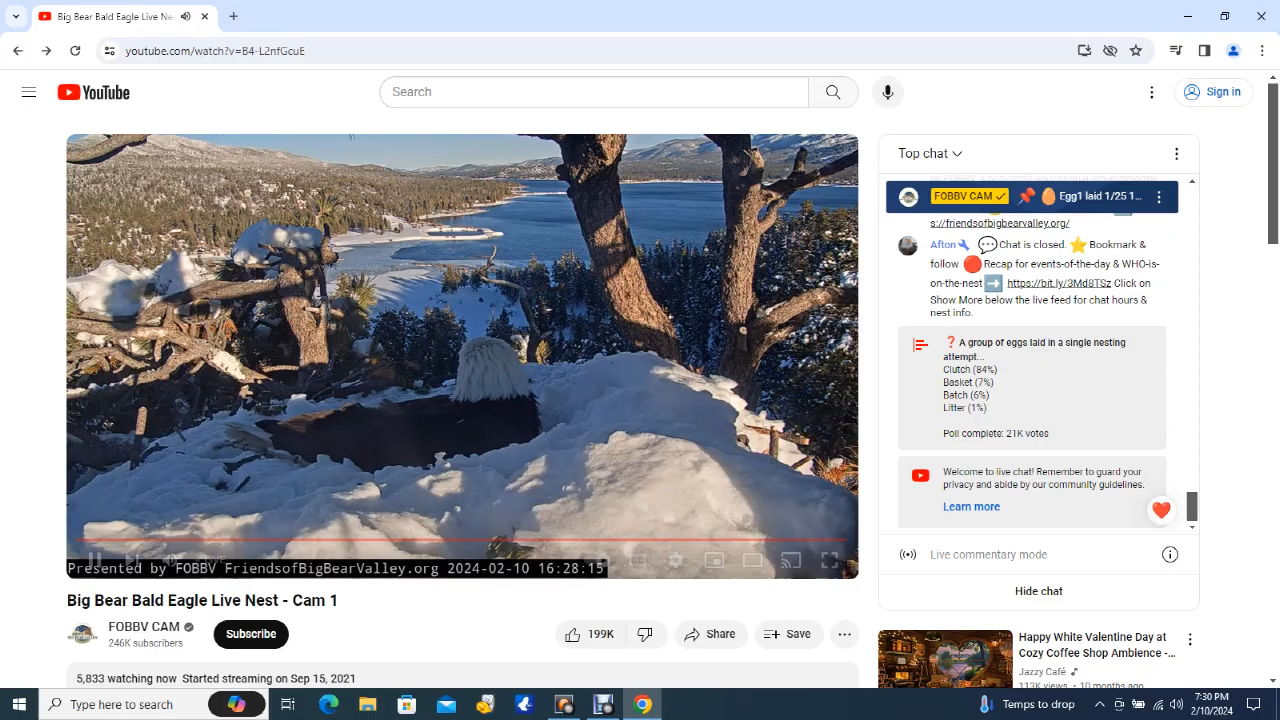 Big Bear Bald Eagle Live Ne
youtube.com/watch?v=B4-L2nfGcuE
YouTube
Search
Sign in
Top chat
FOBBV CAM
Egg1 laid 1/25 1...
s://friendsofbigbearvalley.org/
Afton Chat is closed. Bookmark &
follow Recap for events-of-the-day & WHO-is-
on-the-nest https://bit.ly/3Md8TSz Click on
Show More below the live feed for chat hours &
nest info.
A group of eggs laid in a single nesting
attempt...
Clutch (84%)
Basket (7%)
Batch (6%)
Litter (1%)
Poll complete: 21K votes
Welcome to live chat! Remember to guard your
privacy and abide by our community guidelines.
Learn more
Live commentary mode
Hide chat
Presented by FOBBV FriendsofBigBearValley.org 2024-02-10 16:28:15
Big Bear Bald Eagle Live Nest - Cam 1
FOBBV CAM
246K subscribers
Subscribe
199K
Share
Save
5,833 watching now Started streaming on Sep 15, 2021
Happy White Valentine Day at
Cozy Coffee Shop Ambience -...
Jazzy Café
113K views • 10 months ago
Type here to search
Temps to drop
7:30 PM
2/10/2024